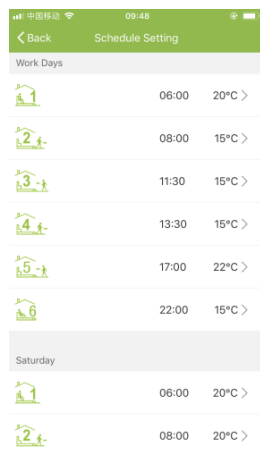 中国移动 09:48
Back Schedule Setting
Work Days
1 06:00 20°C
2 08:00 15°C
3 11:30 15°C
4 13:30 15°C
5 17:00 22°C
6 22:00 15°C
Saturday
1 06:00 20°C
2 08:00 20°C